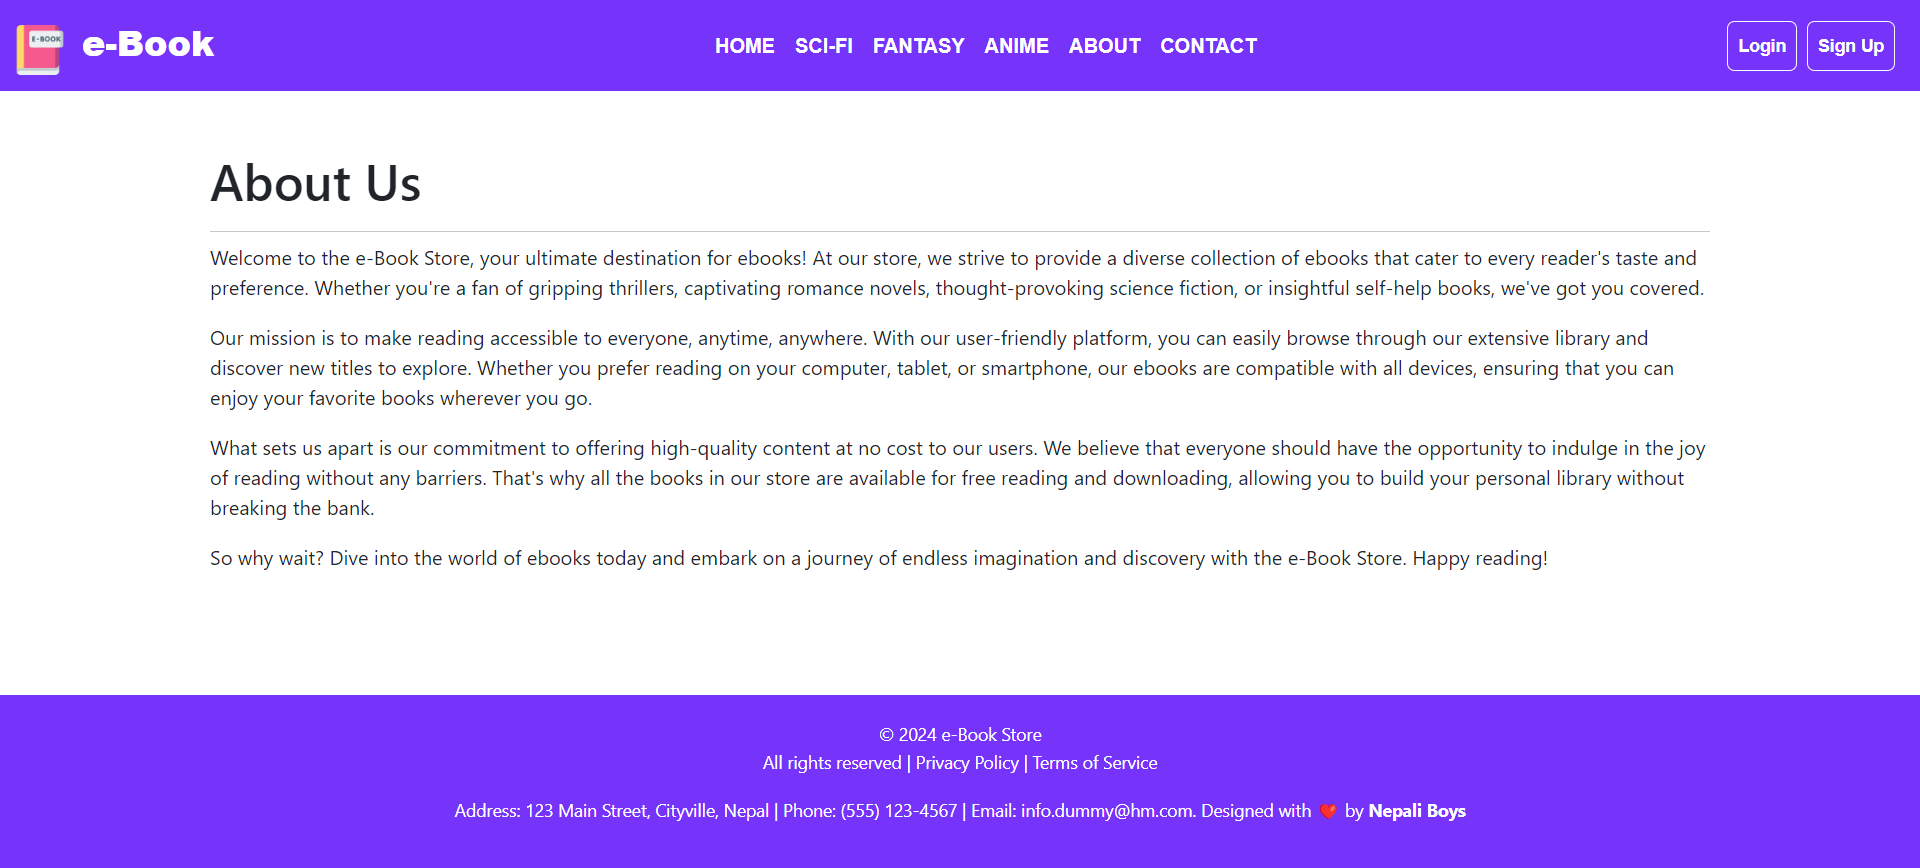 E-BOOK
e-Book
HOME SCI-FI FANTASY ANIME ABOUT CONTACT
Login Sign Up
About Us
Welcome to the e-Book Store, your ultimate destination for ebooks! At our store, we strive to provide a diverse collection of ebooks that cater to every reader's taste and
preference. Whether you're a fan of gripping thrillers, captivating romance novels, thought-provoking science fiction, or insightful self-help books, we've got you covered.
Our mission is to make reading accessible to everyone, anytime, anywhere. With our user-friendly platform, you can easily browse through our extensive library and
discover new titles to explore. Whether you prefer reading on your computer, tablet, or smartphone, our ebooks are compatible with all devices, ensuring that you can
enjoy your favorite books wherever you go.
What sets us apart is our commitment to offering high-quality content at no cost to our users. We believe that everyone should have the opportunity to indulge in the joy
of reading without any barriers. That's why all the books in our store are available for free reading and downloading, allowing you to build your personal library without
breaking the bank.
So why wait? Dive into the world of ebooks today and embark on a journey of endless imagination and discovery with the e-Book Store. Happy reading!
© 2024 e-Book Store
All rights reserved | Privacy Policy | Terms of Service
Address: 123 Main Street, Cityville, Nepal | Phone: (555) 123-4567 | Email: info.dummy@hm.com. Designed with ❤️ by Nepali Boys